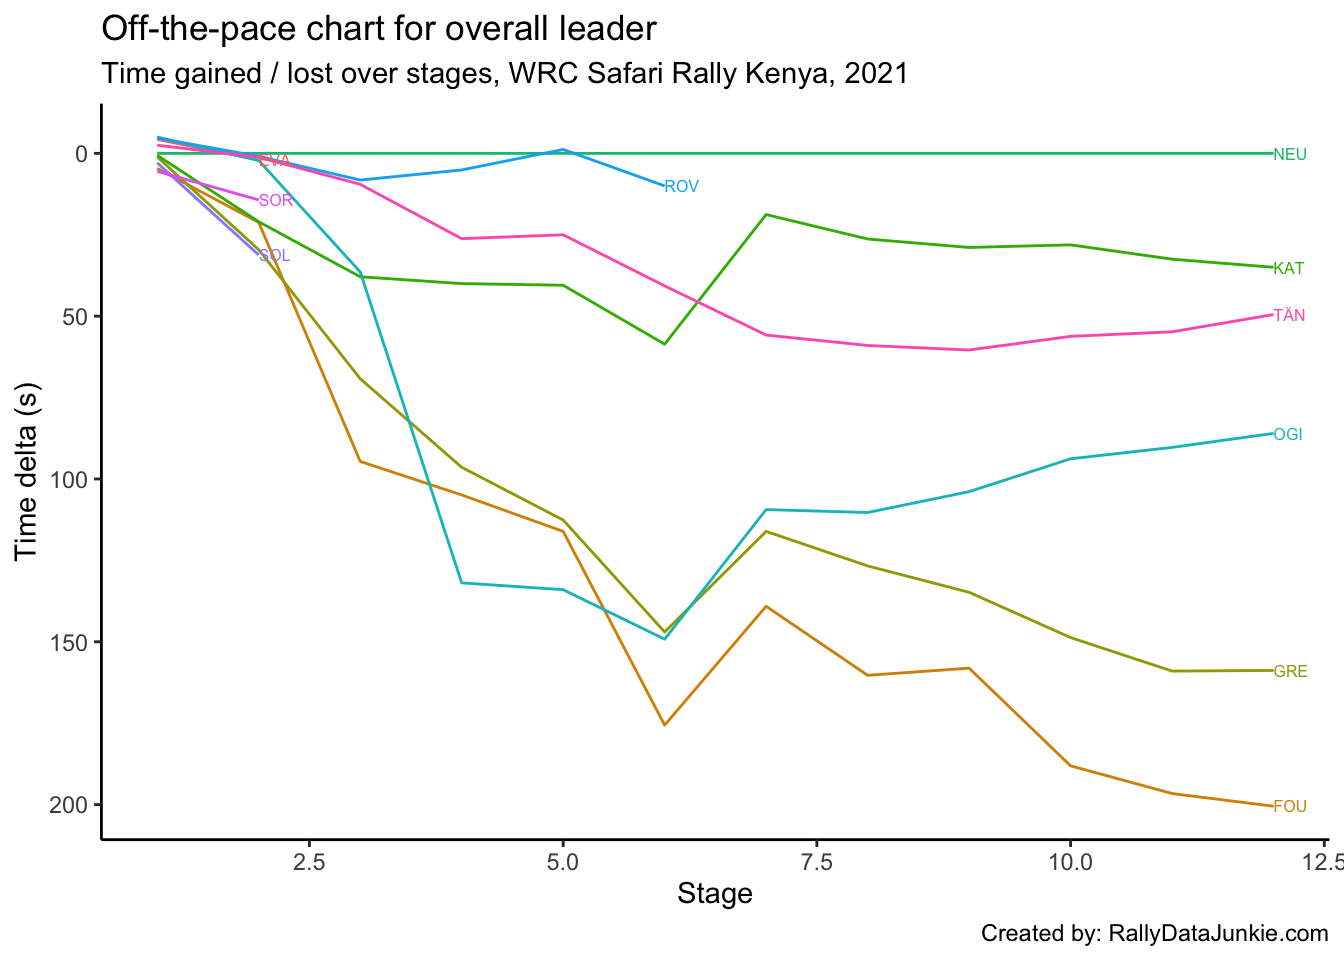 Off-the-pace chart for overall leader
Time gained / lost over stages, WRC Safari Rally Kenya, 2021
Time delta (s)
0
50
100
150
200
EVA
SOR
SOL
ROV
NEU
KAT
TÄN
OGI
GRE
FOU
2.5 5.0 7.5 10.0 12.5
Stage
Created by: RallyDataJunkie.com